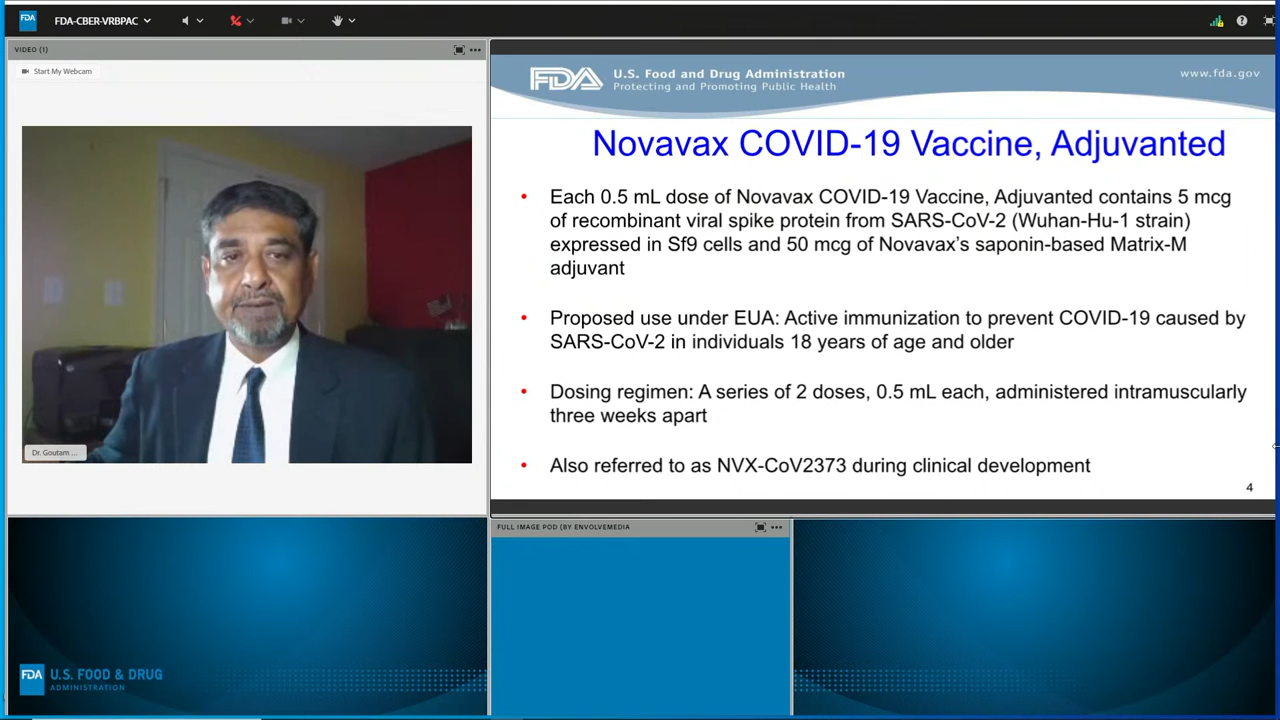 FDA
FDA-CBER-VRBPAC
VIDEO (1)
Start My Webcam
Dr. Goutam ...
FDA
U.S. Food and Drug Administration
Protecting and Promoting Public Health
www.fda.gov
Novavax COVID-19 Vaccine, Adjuvanted
• Each 0.5 mL dose of Novavax COVID-19 Vaccine, Adjuvanted contains 5 mcg
of recombinant viral spike protein from SARS-CoV-2 (Wuhan-Hu-1 strain)
expressed in Sf9 cells and 50 mcg of Novavax's saponin-based Matrix-M
adjuvant
• Proposed use under EUA: Active immunization to prevent COVID-19 caused by
SARS-CoV-2 in individuals 18 years of age and older
• Dosing regimen: A series of 2 doses, 0.5 mL each, administered intramuscularly
three weeks apart
• Also referred to as NVX-CoV2373 during clinical development
4
FULL IMAGE POD (BY ENVOLVEMEDIA
FDA
U.S. FOOD & DRUG
ADMINISTRATION